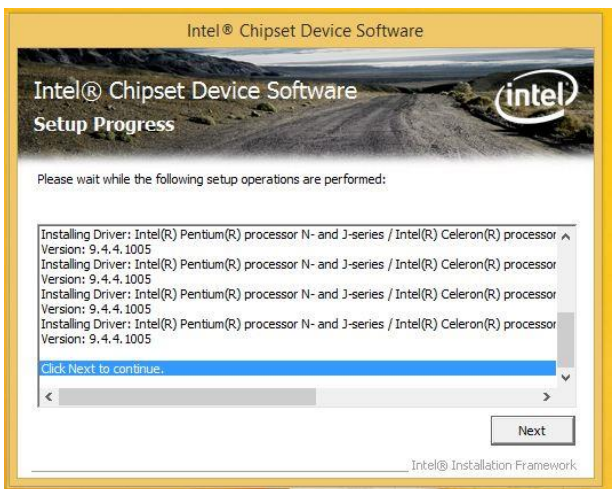 Intel® Chipset Device Software
Intel® Chipset Device Software
intel
Setup Progress
Please wait while the following setup operations are performed:
Installing Driver: Intel(R) Pentium(R) processor N- and J-series / Intel(R) Celeron(R) processor
Version: 9.4.4.1005
Installing Driver: Intel(R) Pentium(R) processor N- and J-series / Intel(R) Celeron(R) processor
Version: 9.4.4.1005
Installing Driver: Intel(R) Pentium(R) processor N- and J-series / Intel(R) Celeron(R) processor
Version: 9.4.4.1005
Installing Driver: Intel(R) Pentium(R) processor N- and J-series / Intel(R) Celeron(R) processor
Version: 9.4.4.1005
Click Next to continue.
Next
Intel® Installation Framework